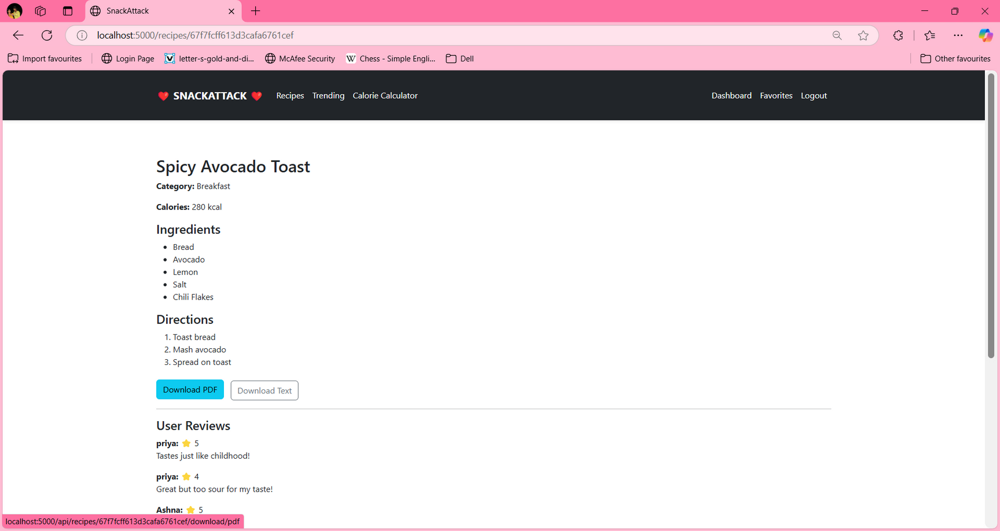 SnackAttack
localhost:5000/recipes/67f7fcff613d3cafa6761cef
Import favourites Login Page letter-s-gold-and-di... McAfee Security Chess - Simple Engli... Dell Other favourites
SNACKATTACK Recipes Trending Calorie Calculator Dashboard Favorites Logout
Spicy Avocado Toast
Category: Breakfast
Calories: 280 kcal
Ingredients
• Bread
• Avocado
• Lemon
• Salt
• Chili Flakes
Directions
1. Toast bread
2. Mash avocado
3. Spread on toast
Download PDF Download Text
User Reviews
priya: ⭐ 5
Tastes just like childhood!
priya: ⭐ 4
Great but too sour for my taste!
Ashna: ⭐ 5
localhost:5000/api/recipes/67f7fcff613d3cafa6761cef/download/pdf